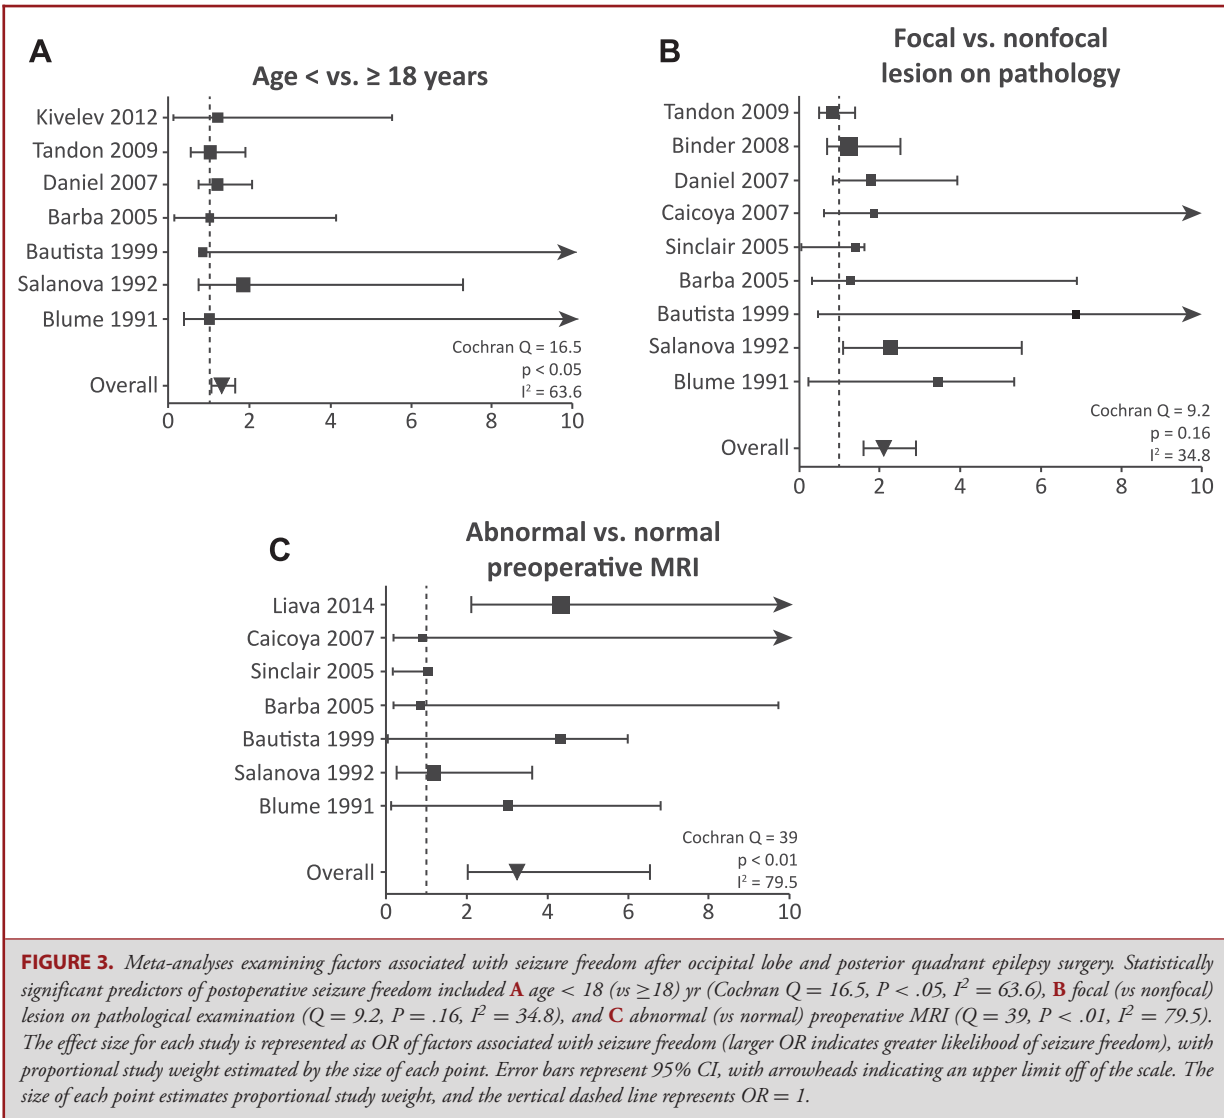 A
Age < vs. ≥ 18 years
Kivelev 2012
Tandon 2009
Daniel 2007
Barba 2005
Bautista 1999
Salanova 1992
Blume 1991
Overall
Cochran Q = 16.5
p < 0.05
I² = 63.6
0 2 4 6 8 10
B
Focal vs. nonfocal
lesion on pathology
Tandon 2009
Binder 2008
Daniel 2007
Caicoya 2007
Sinclair 2005
Barba 2005
Bautista 1999
Salanova 1992
Blume 1991
Overall
Cochran Q = 9.2
p = 0.16
I² = 34.8
0 2 4 6 8 10
C
Abnormal vs. normal
preoperative MRI
Liava 2014
Caicoya 2007
Sinclair 2005
Barba 2005
Bautista 1999
Salanova 1992
Blume 1991
Overall
Cochran Q = 39
p < 0.01
I² = 79.5
0 2 4 6 8 10
FIGURE 3. Meta-analyses examining factors associated with seizure freedom after occipital lobe and posterior quadrant epilepsy surgery. Statistically
significant predictors of postoperative seizure freedom included A age < 18 (vs ≥18) yr (Cochran Q = 16.5, P < .05, I² = 63.6), B focal (vs nonfocal)
lesion on pathological examination (Q = 9.2, P = .16, I² = 34.8), and C abnormal (vs normal) preoperative MRI (Q = 39, P < .01, I² = 79.5).
The effect size for each study is represented as OR of factors associated with seizure freedom (larger OR indicates greater likelihood of seizure freedom), with
proportional study weight estimated by the size of each point. Error bars represent 95% CI, with arrowheads indicating an upper limit off of the scale. The
size of each point estimates proportional study weight, and the vertical dashed line represents OR = 1.